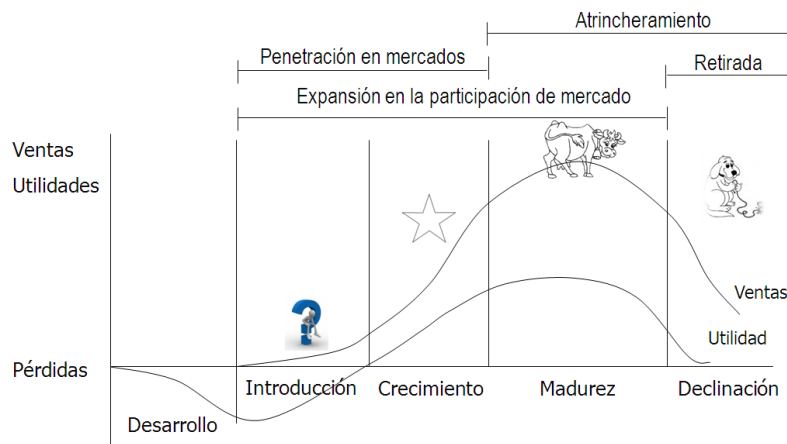 Atrincheramiento
Penetración en mercados
Retirada
Expansión en la participación de mercado
Ventas
Utilidades
Ventas
Utilidad
Pérdidas
Introducción
Crecimiento
Madurez
Declinación
Desarrollo